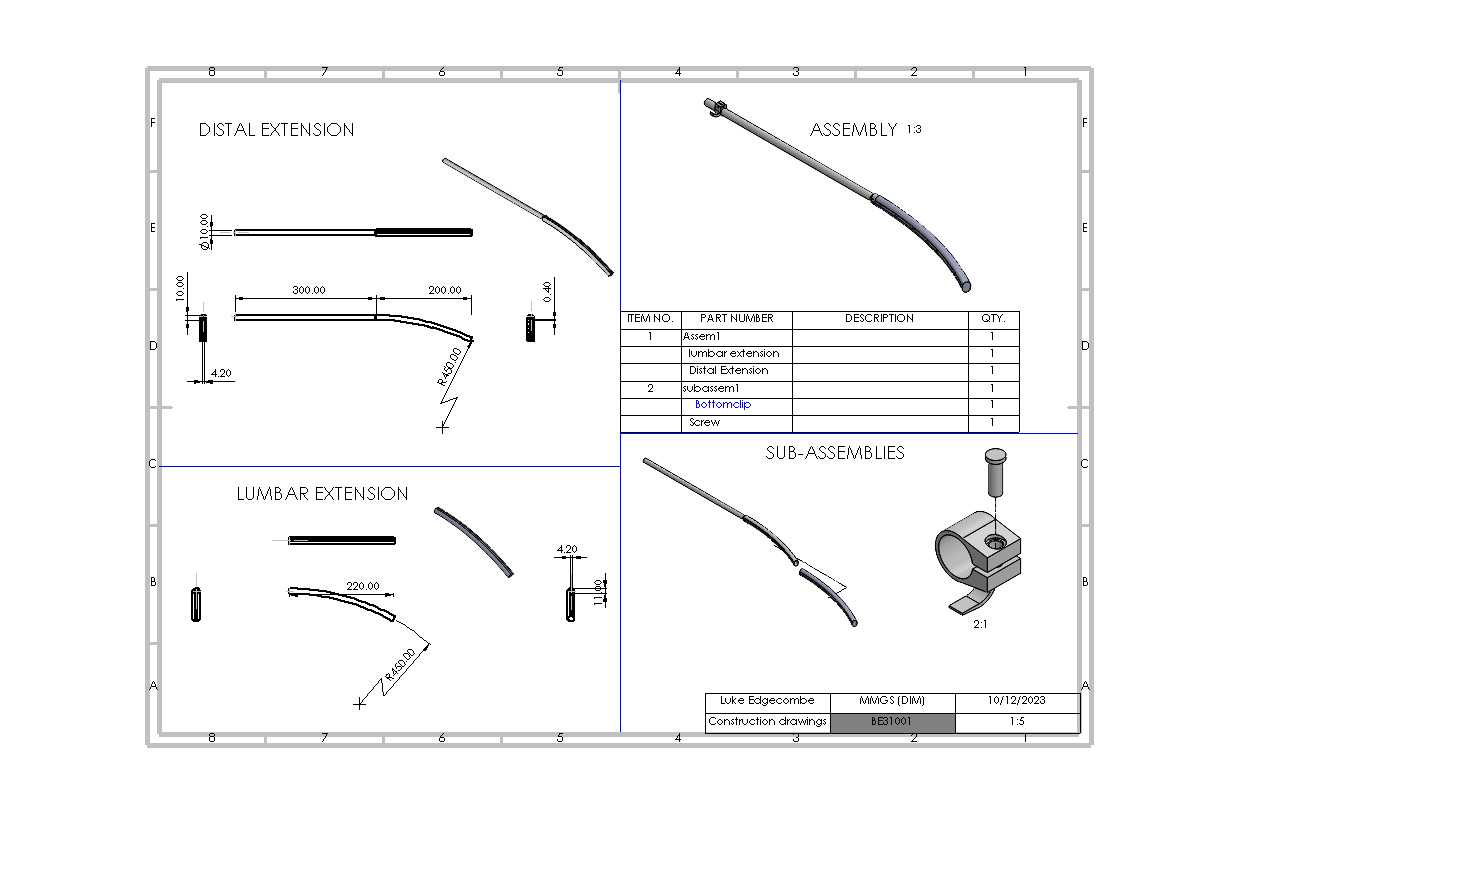 8 7 6 5 4 3 2 1
F
E
D
C
B
A
DISTAL EXTENSION
Ø10.00
10.00
300.00
200.00
0.40
4.20
R450.00
ASSEMBLY 1:3
ITEM NO. PART NUMBER DESCRIPTION QTY.
1 Assem1 1
lumbar extension 1
Distal Extension 1
2 subassem1 1
Bottomclip 1
Screw 1
LUMBAR EXTENSION
4.20
220.00
11.00
R450.00
SUB-ASSEMBLIES
2:1
Luke Edgecombe MMGS (DIM) 10/12/2023
Construction drawings BE31001 1:5
F
E
D
C
B
A
8 7 6 5 4 3 2 1